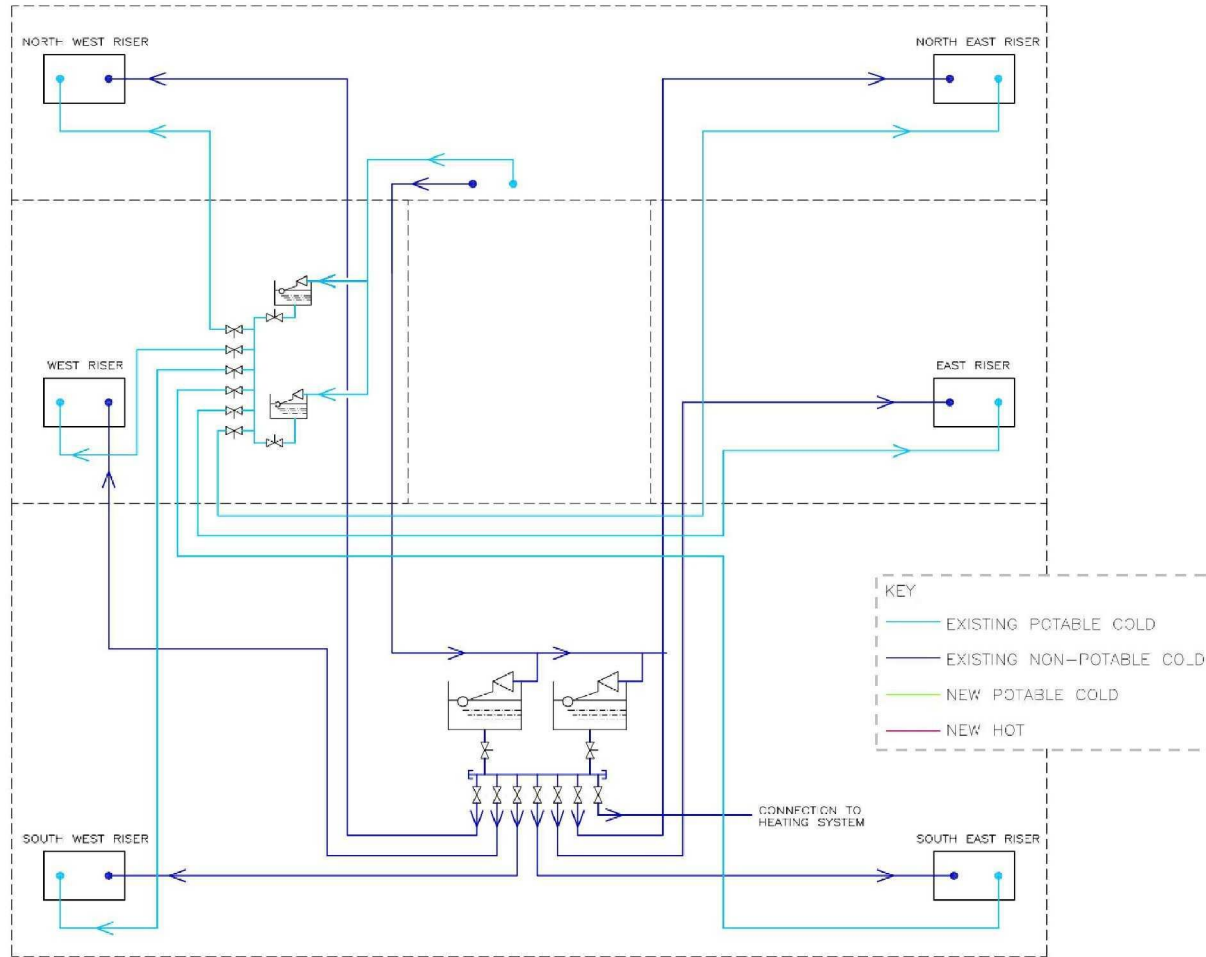 NORTH WEST RISER
NORTH EAST RISER
WEST RISER
EAST RISER
KEY
EXISTING POTABLE COLD
EXISTING NON-POTABLE COLD
NEW POTABLE COLD
NEW HOT
CONNECTION TO
HEATING SYSTEM
SOUTH WEST RISER
SOUTH EAST RISER